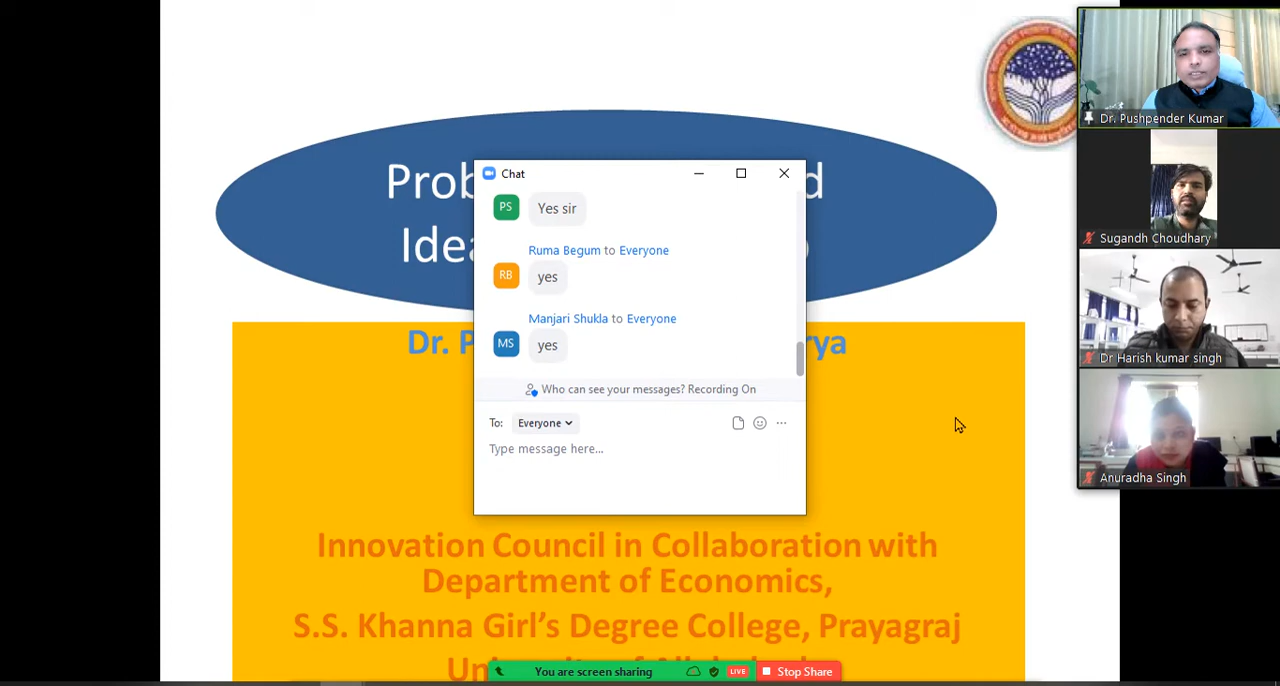 Prob
d
Idea
Dr. P
rya
Innovation Council in Collaboration with
Department of Economics,
S.S. Khanna Girl's Degree College, Prayagraj
Chat
PS
Yes sir
Ruma Begum to Everyone
RB
yes
Manjari Shukla to Everyone
MS
yes
Who can see your messages? Recording On
To: Everyone
Type message here...
You are screen sharing
LIVE
Stop Share
Dr. Pushpender Kumar
Sugandh Choudhary
Dr Harish kumar singh
Anuradha Singh